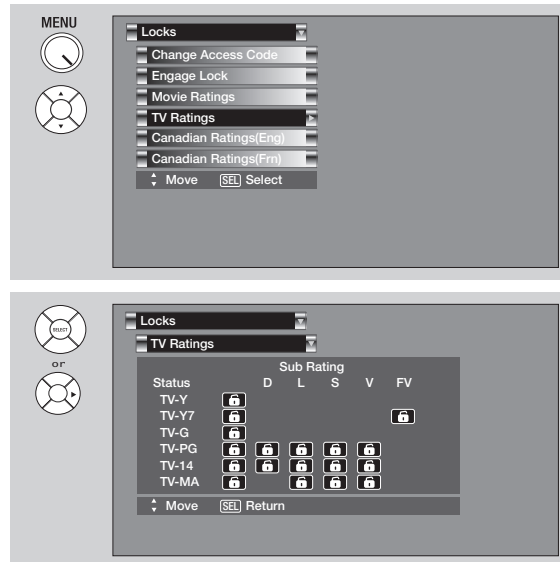 MENU
Locks
Change Access Code
Engage Lock
Movie Ratings
TV Ratings
Canadian Ratings(Eng)
Canadian Ratings(Frn)
Move SEL Select
SELECT
or
Locks
TV Ratings
Sub Rating
Status D L S V FV
TV-Y
TV-Y7
TV-G
TV-PG
TV-14
TV-MA
Move SEL Return